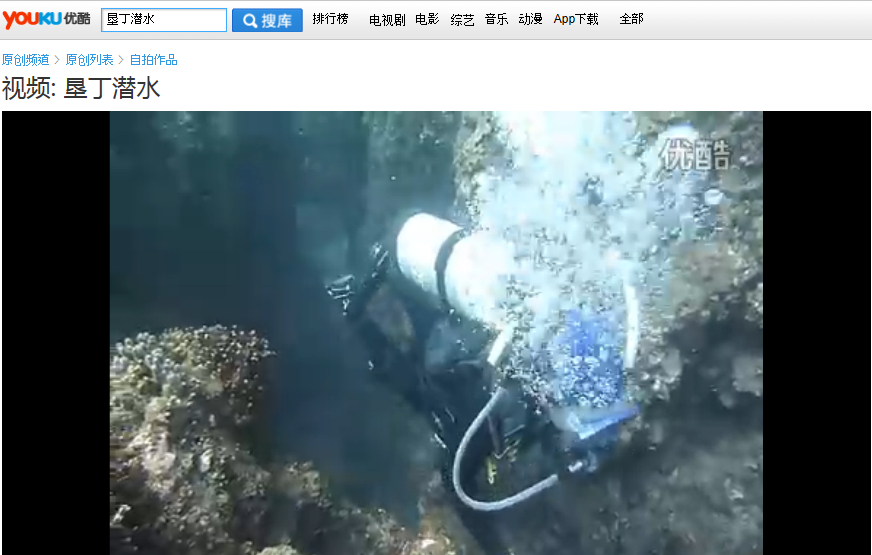 YOUKU优酷 垦丁潜水 搜库 排行榜 电视剧 电影 综艺 音乐 动漫 App下载 全部
原创频道 > 原创列表 > 自拍作品
视频: 垦丁潜水
优酷